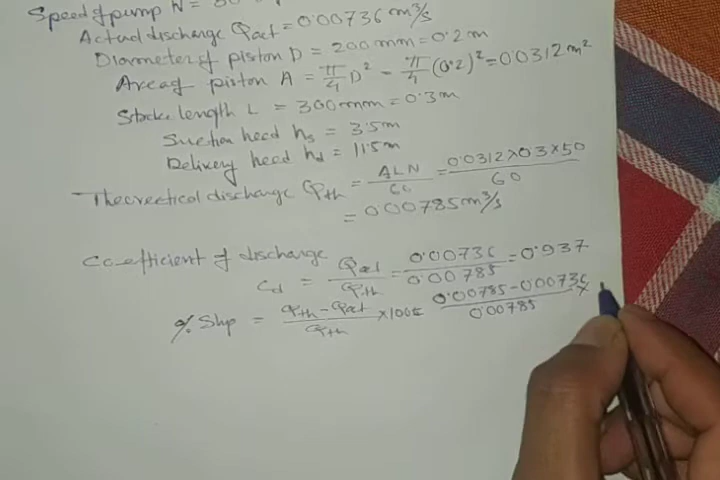 Speed of pump N =
Actual discharge Qact = 0.00736 m³/s
Diameter of piston D = 200 mm = 0.2 m
Area of piston A = π/4 D² = π/4 (0.2)² = 0.0312 m²
Stroke length L = 300 mm = 0.3 m
Suction head hs = 3.5 m
Delivery head hd = 11.5 m
Theoretical discharge Qth = ALN/60 = 0.0312 × 0.3 × 50/60
= 0.00785 m³/s
Co-efficient of discharge
Cd = Qact/Qth = 0.00736/0.00785 = 0.937
% Slip = Qth - Qact/Qth × 100 = 0.00785 - 0.00736/0.00785 ×